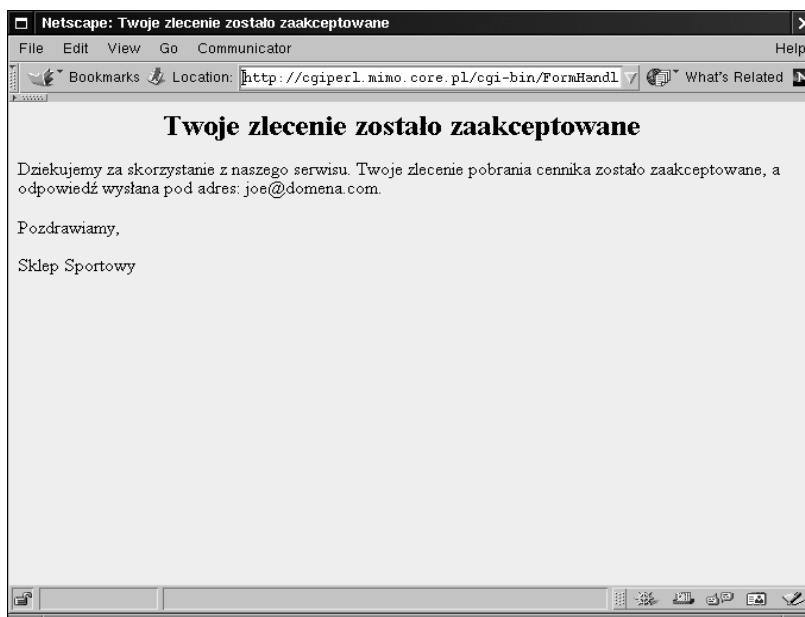 Netscape: Twoje zlecenie zostało zaakceptowane
File Edit View Go Communicator Help
Bookmarks Location: http://cgiperl.mimo.core.pl/cgi-bin/FormHandl What's Related
Twoje zlecenie zostało zaakceptowane
Dziekujemy za skorzystanie z naszego serwisu. Twoje zlecenie pobrania cennika zostało zaakceptowane, a
odpowiedź wysłana pod adres: joe@domena.com.
Pozdrawiamy,
Sklep Sportowy